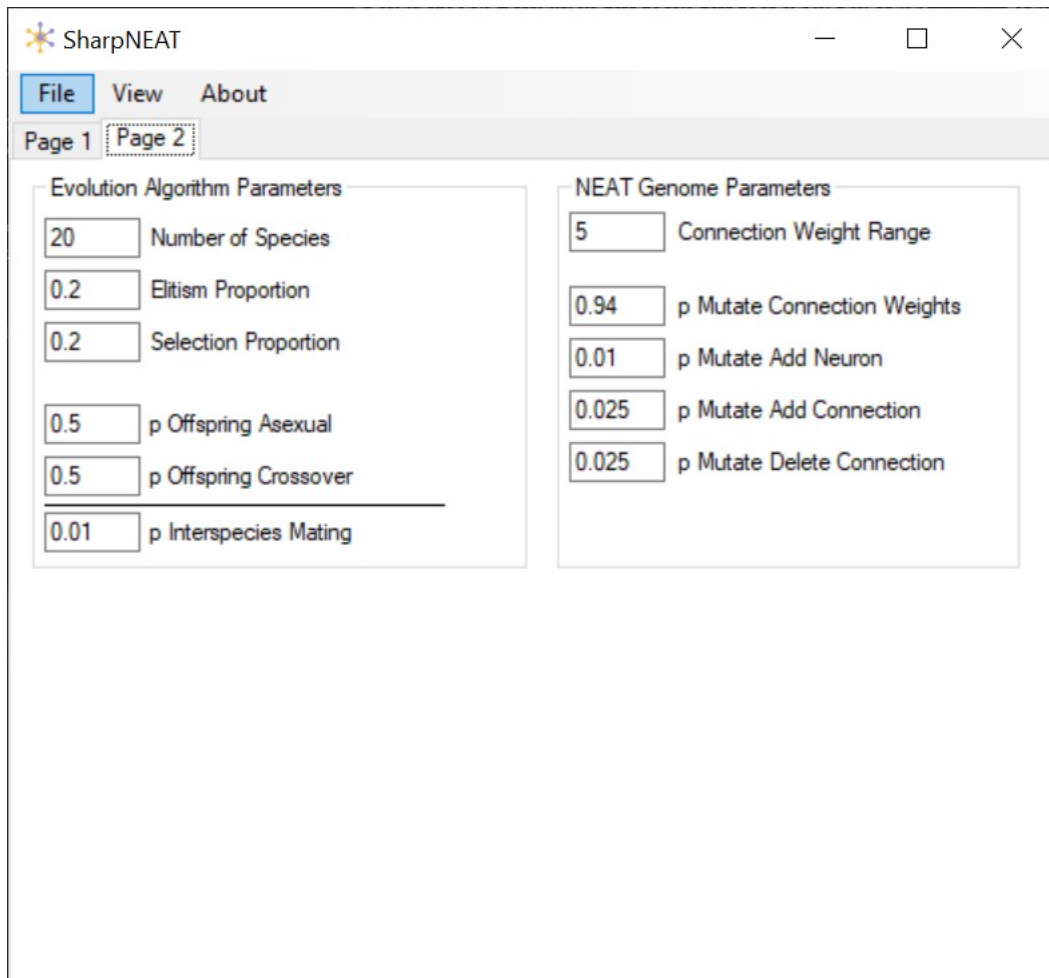 SharpNEAT
File View About
Page 1 Page 2
Evolution Algorithm Parameters
20 Number of Species
0.2 Elitism Proportion
0.2 Selection Proportion
0.5 p Offspring Asexual
0.5 p Offspring Crossover
0.01 p Interspecies Mating
NEAT Genome Parameters
5 Connection Weight Range
0.94 p Mutate Connection Weights
0.01 p Mutate Add Neuron
0.025 p Mutate Add Connection
0.025 p Mutate Delete Connection